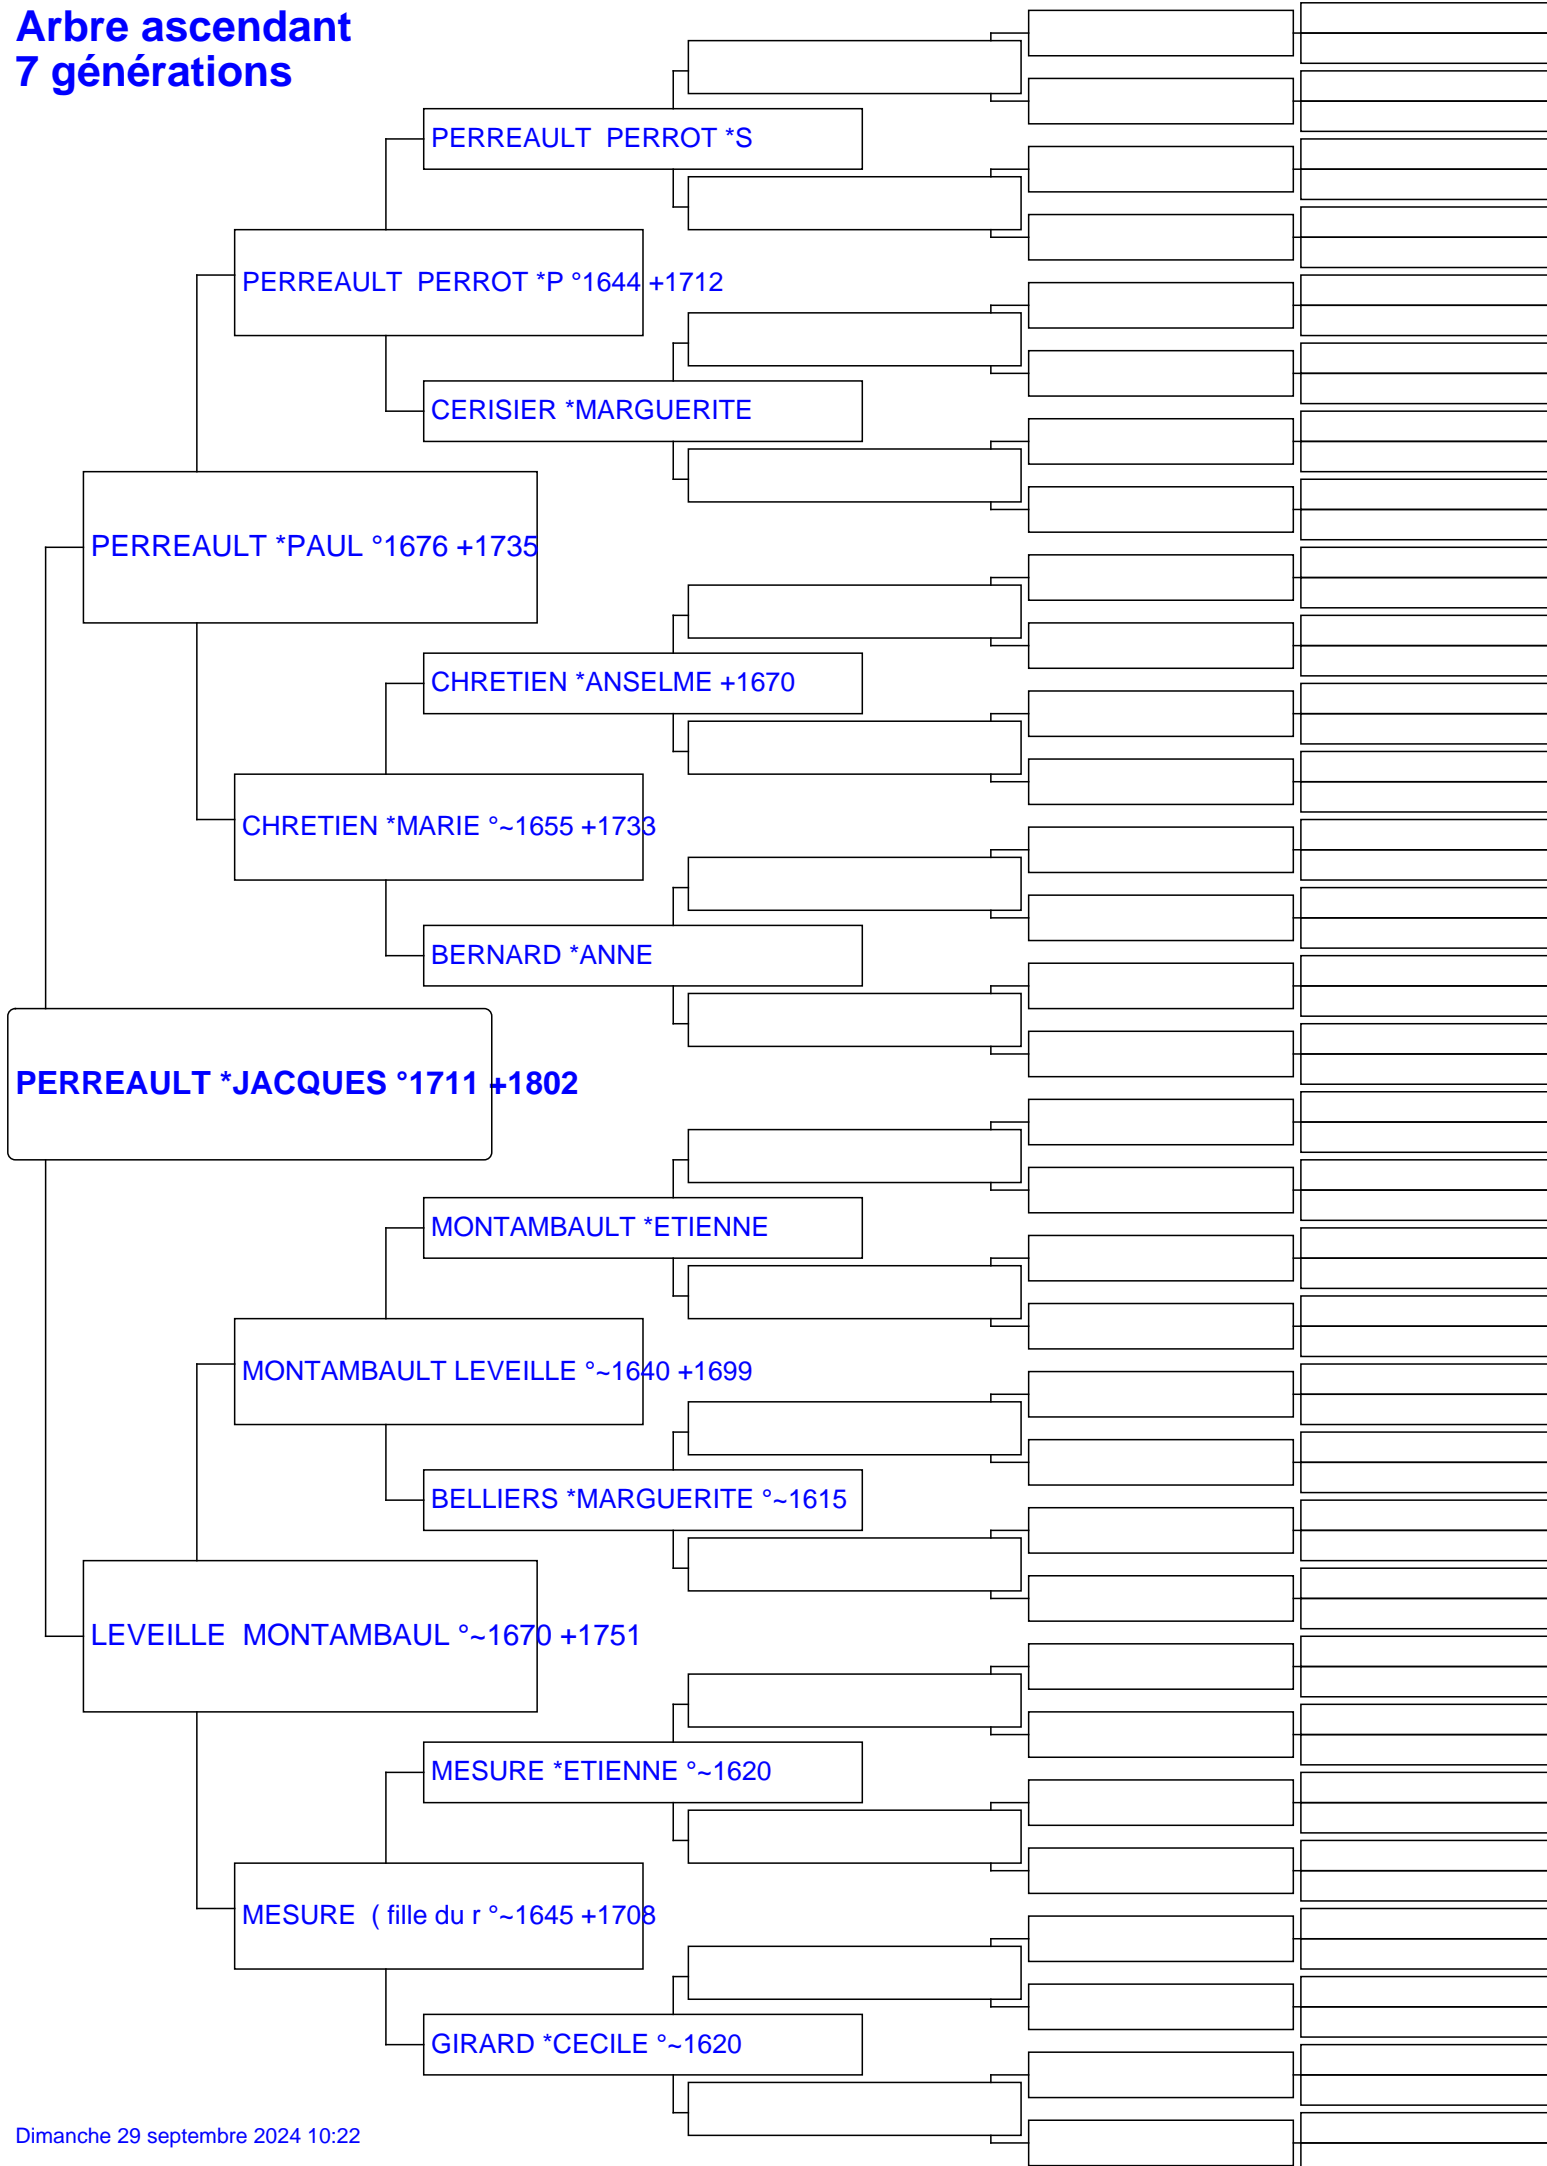 Arbre ascendant
7 générations
PERREAULT  PERROT *S
PERREAULT  PERROT *P °1644 +1712
CERISIER *MARGUERITE
PERREAULT *PAUL °1676 +1735
CHRETIEN *ANSELME +1670
CHRETIEN *MARIE °~1655 +1733
BERNARD *ANNE
PERREAULT *JACQUES °1711 +1802
MONTAMBAULT *ETIENNE
MONTAMBAULT LEVEILLE °~1640 +1699
BELLIERS *MARGUERITE °~1615
LEVEILLE  MONTAMBAUL °~1670 +1751
MESURE *ETIENNE °~1620
MESURE  ( fille du r °~1645 +1708
GIRARD *CECILE °~1620
Dimanche 29 septembre 2024 10:22